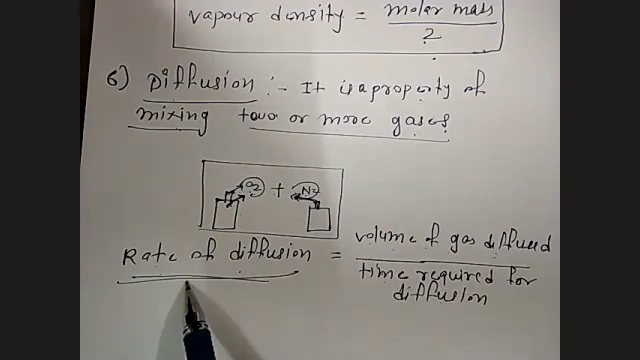 vapour density = molar mass / 2
6) Diffusion :- It is a property of
mixing towo or more gases
O2 + N2
Rate of diffusion = volume of gas diffused / time required for diffusion